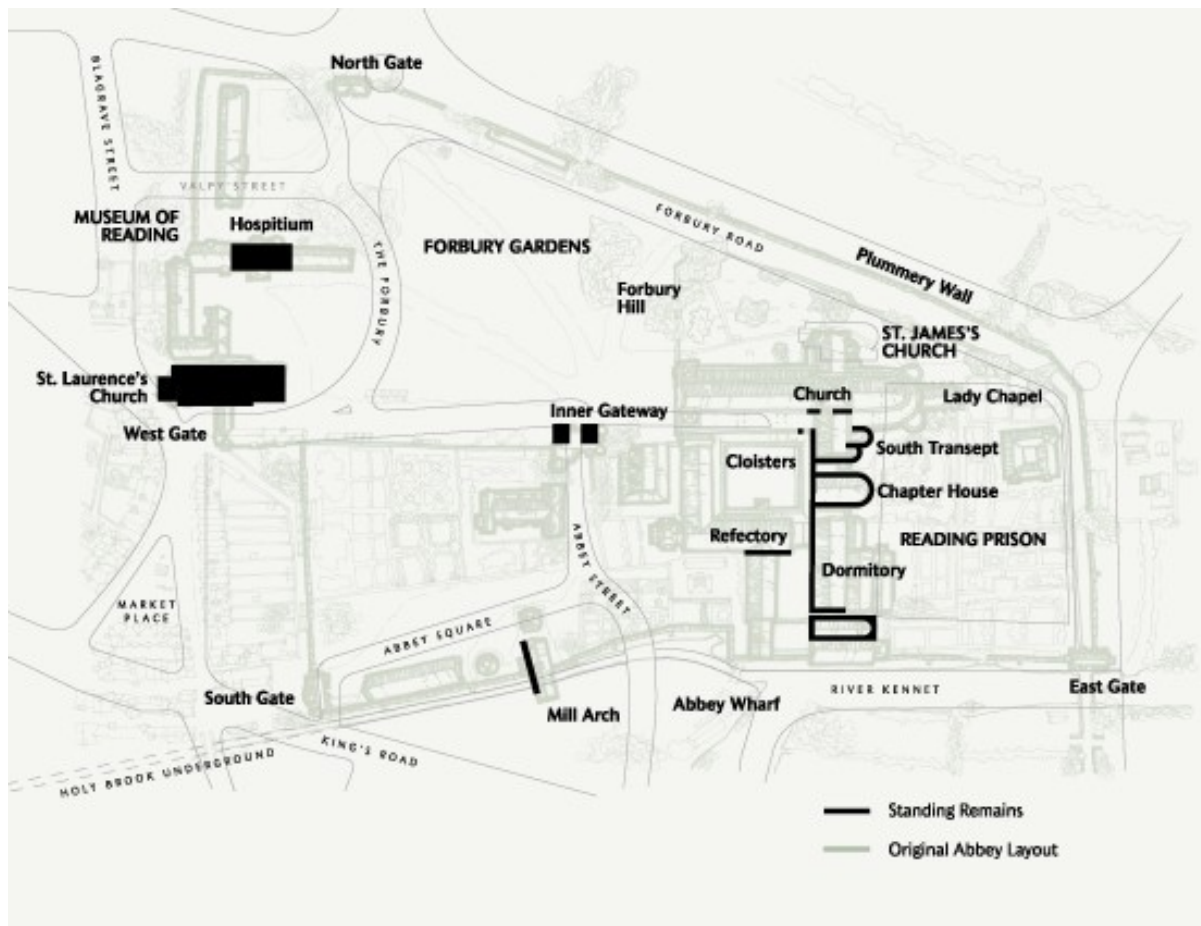 North Gate
BLAGRAVE STREET
VALPY STREET
MUSEUM OF
READING
Hospitium
THE FORBURY
FORBURY GARDENS
FORBURY ROAD
Plummery Wall
Forbury
Hill
ST. JAMES'S
CHURCH
St. Laurence's
Church
West Gate
Inner Gateway
Church
Lady Chapel
Cloisters
South Transept
Chapter House
Refectory
READING PRISON
Dormitory
ABBEY STREET
MARKET
PLACE
ABBEY SQUARE
South Gate
Mill Arch
Abbey Wharf
RIVER KENNET
East Gate
KING'S ROAD
HOLY BROOK UNDERGROUND
Standing Remains
Original Abbey Layout